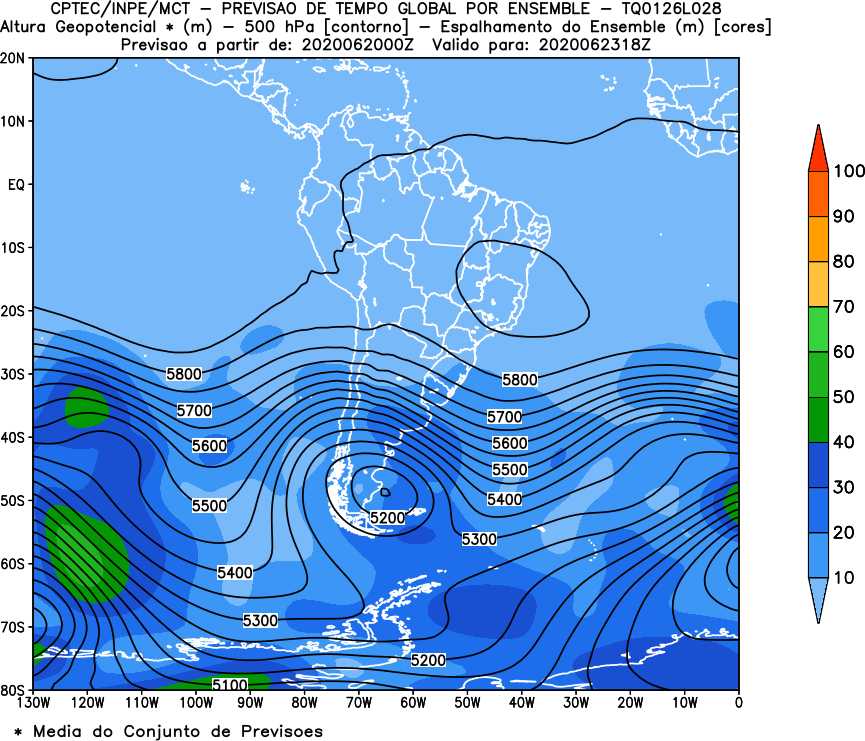 CPTEC/INPE/MCT – PREVISAO DE TEMPO GLOBAL POR ENSEMBLE – TQ0126L028
Altura Geopotencial * (m) – 500 hPa [contorno] – Espalhamento do Ensemble (m) [cores]
Previsao a partir de: 2020062000Z Valido para: 2020062318Z
20N
10N
EQ
10S
20S
30S
40S
50S
60S
70S
80S
5800
5700
5600
5500
5400
5300
5100
5200
5800
5700
5600
5500
5400
5300
5200
130W 120W 110W 100W 90W 80W 70W 60W 50W 40W 30W 20W 10W 0
100
90
80
70
60
50
40
30
20
10
* Media do Conjunto de Previsoes